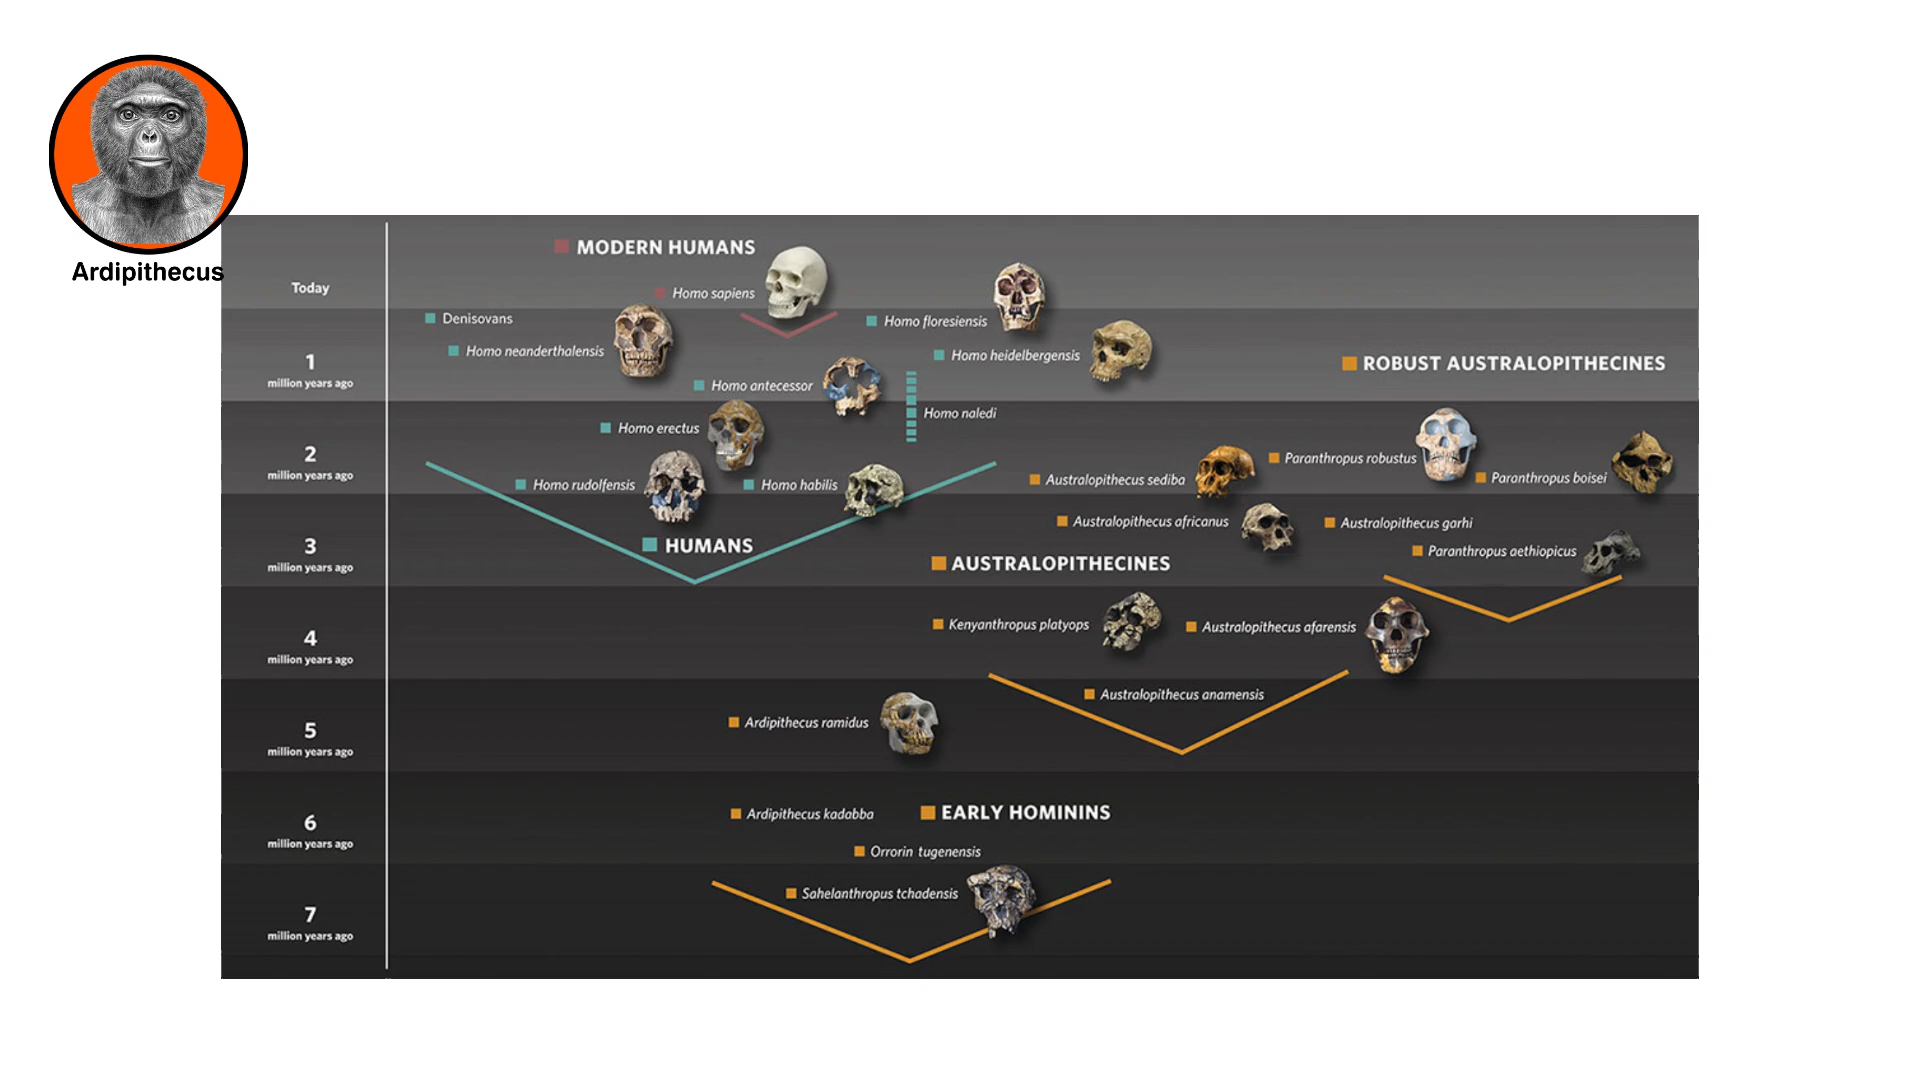 Ardipithecus
MODERN HUMANS
Today
Homo sapiens
Denisovans
Homo floresiensis
Homo neanderthalensis
Homo heidelbergensis
1
million years ago
ROBUST AUSTRALOPITHECINES
Homo antecessor
Homo naledi
Homo erectus
2
million years ago
Paranthropus robustus
Paranthropus boisei
Australopithecus sediba
Homo rudolfensis
Homo habilis
Australopithecus africanus
Australopithecus garhi
3
million years ago
HUMANS
Paranthropus aethiopicus
AUSTRALOPITHECINES
Kenyanthropus platyops
Australopithecus afarensis
4
million years ago
Australopithecus anamensis
Ardipithecus ramidus
5
million years ago
Ardipithecus kadabba
EARLY HOMININS
6
million years ago
Orrorin tugenensis
Sahelanthropus tchadensis
7
million years ago